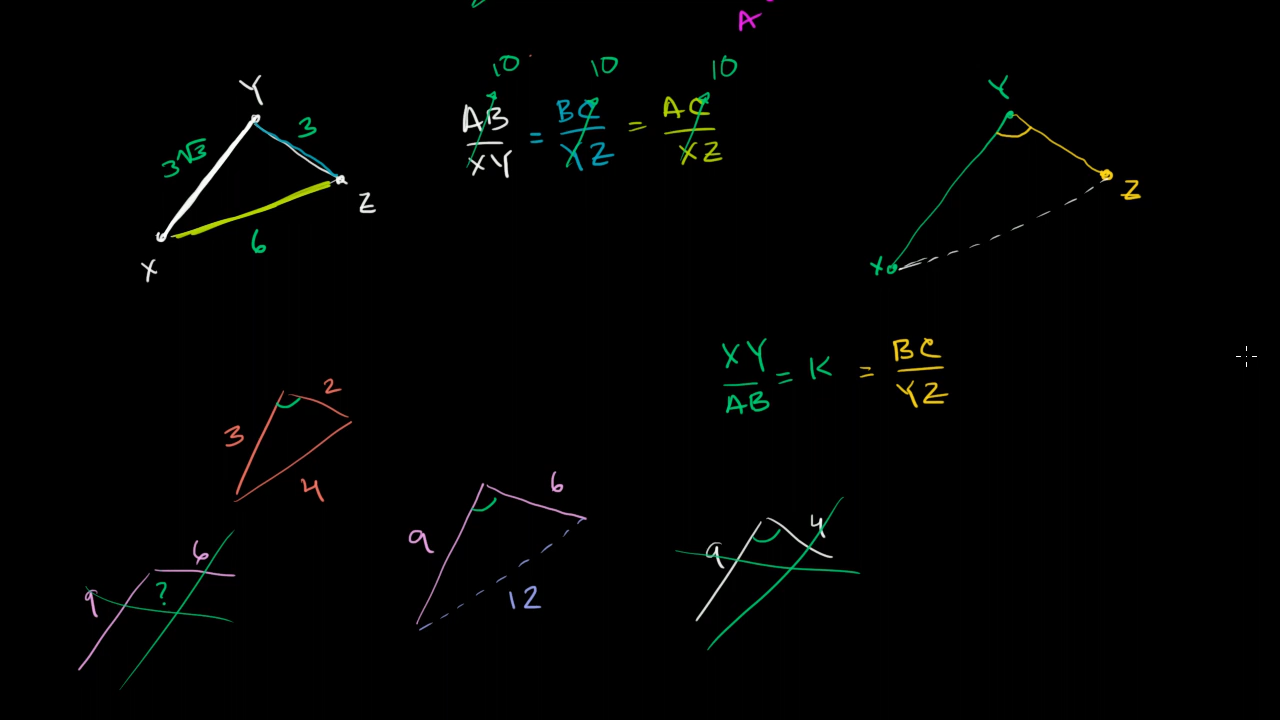 A
10 10 10
Y
3√3
3
AB/XY = BC/YZ = AC/XZ
Z
6
X
Y
Z
X
XY/AB = K = BC/YZ
2
3
4
6
9
?
6
9
12
4
9